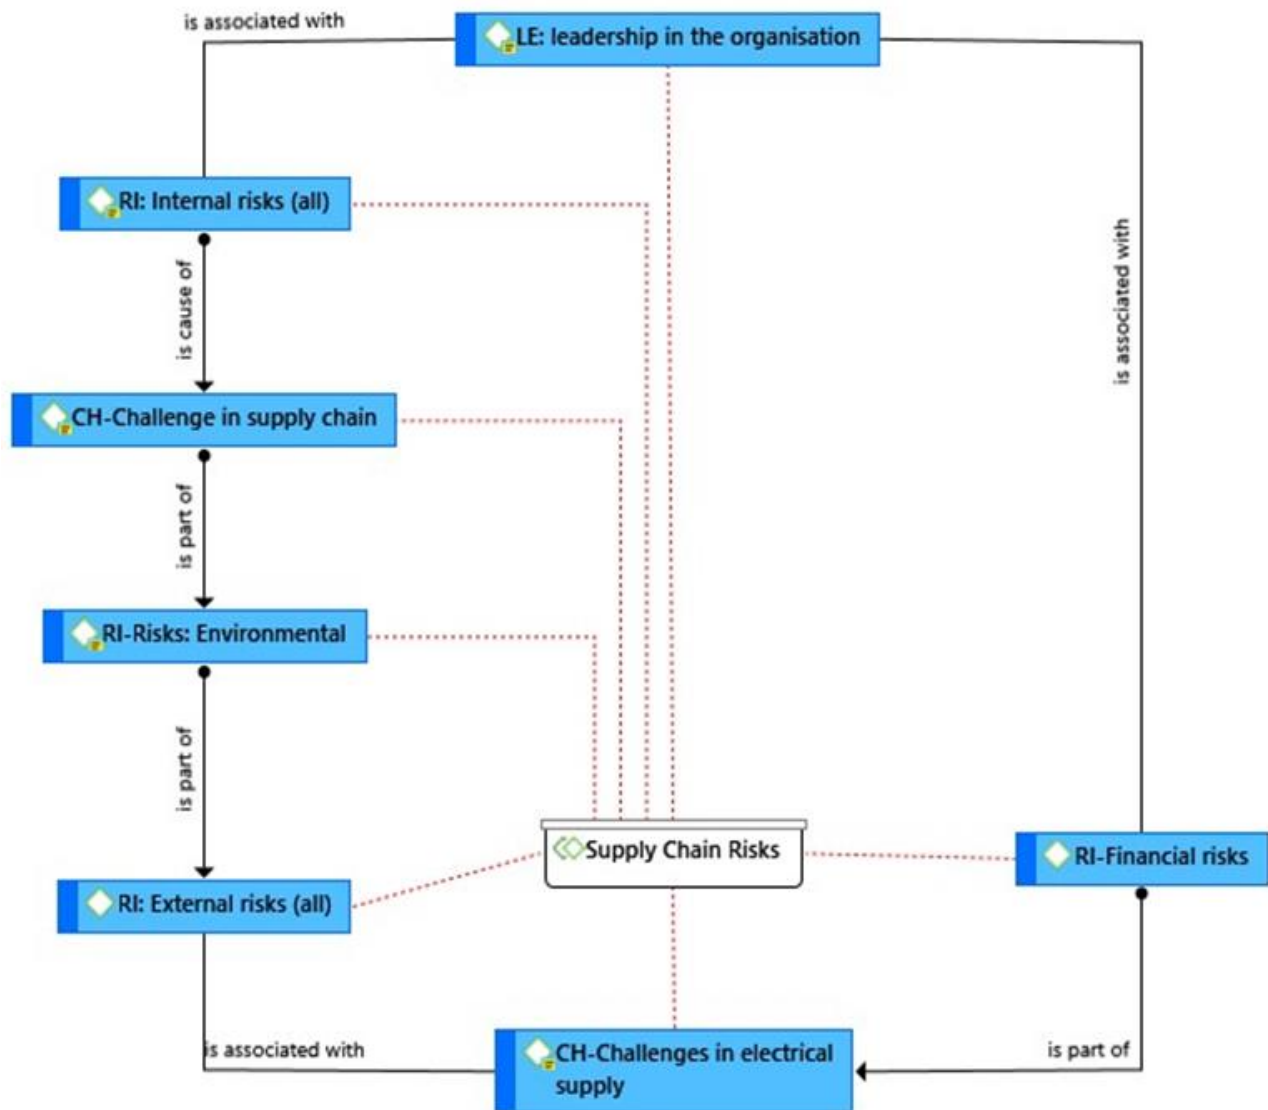 is associated with
LE: leadership in the organisation
RI: Internal risks (all)
is cause of
is associated with
CH-Challenge in supply chain
is part of
RI-Risks: Environmental
is part of
Supply Chain Risks
RI-Financial risks
RI: External risks (all)
is associated with
CH-Challenges in electrical
supply
is part of